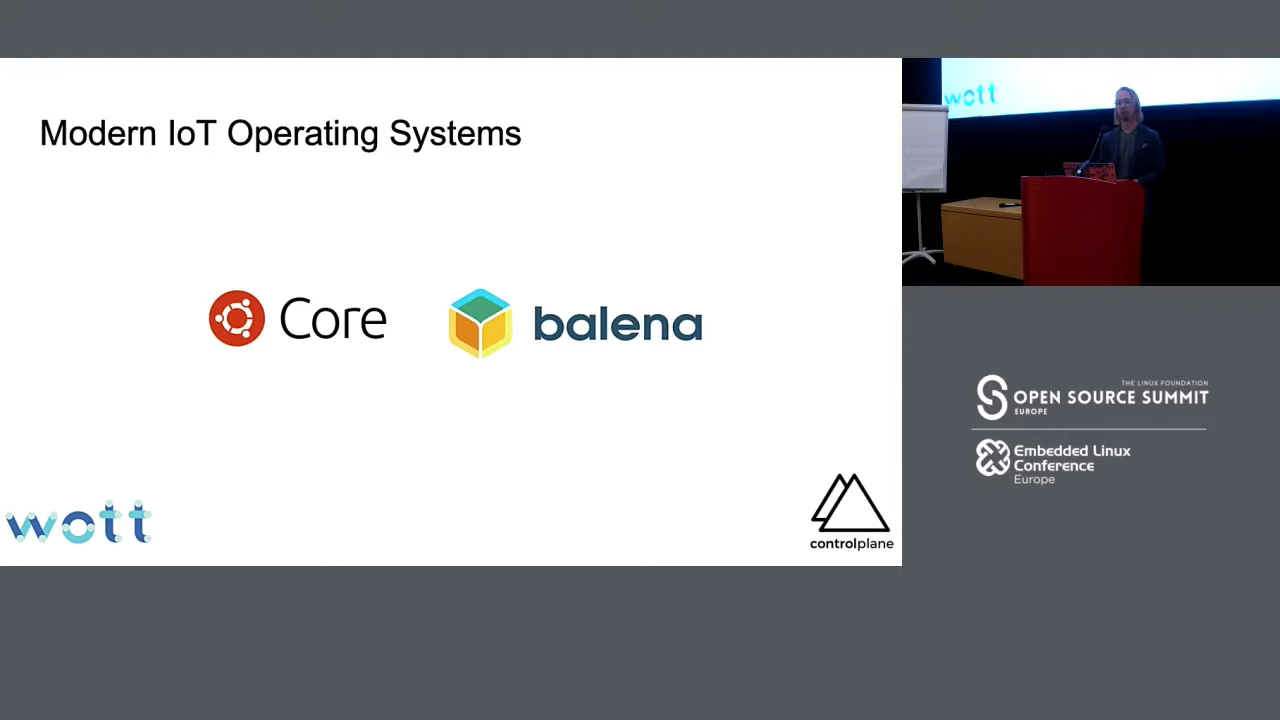 Modern IoT Operating Systems
Core
balena
wott
controlplane
wott
THE LINUX FOUNDATION
OPEN SOURCE SUMMIT
EUROPE
Embedded Linux
Conference
Europe